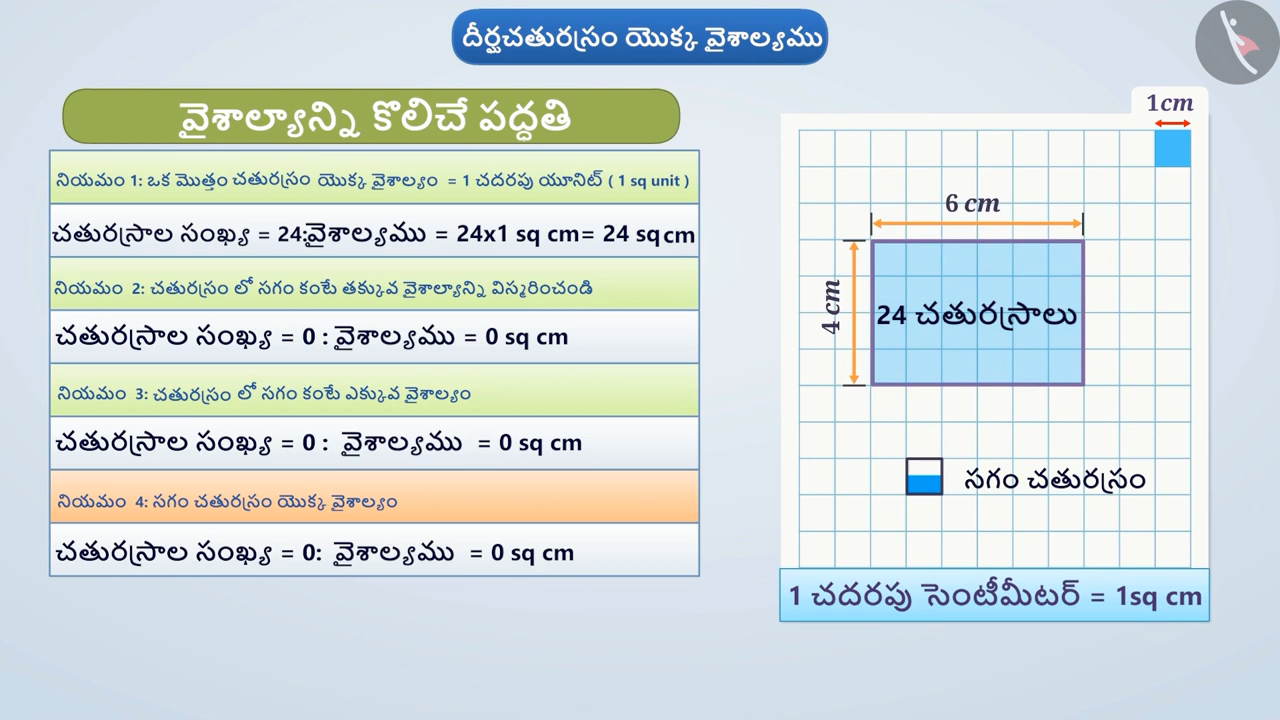 దీర్ఘచతురస్రం యొక్క వైశాల్యము
వైశాల్యాన్ని కొలిచే పద్ధతి
నియమం 1: ఒక మొత్తం చతురస్రం యొక్క వైశాల్యం = 1 చదరపు యూనిట్ ( 1 sq unit )
చతురస్రాల సంఖ్య = 24:వైశాల్యము = 24x1 sq cm= 24 sq cm
నియమం 2: చతురస్రం లో సగం కంటే తక్కువ వైశాల్యాన్ని విస్మరించండి
చతురస్రాల సంఖ్య = 0 : వైశాల్యము = 0 sq cm
నియమం 3: చతురస్రం లో సగం కంటే ఎక్కువ వైశాల్యం
చతురస్రాల సంఖ్య = 0 : వైశాల్యము = 0 sq cm
నియమం 4: సగం చతురస్రం యొక్క వైశాల్యం
చతురస్రాల సంఖ్య = 0: వైశాల్యము = 0 sq cm
1cm
6 cm
4 cm
24 చతురస్రాలు
సగం చతురస్రం
1 చదరపు సెంటీమీటర్ = 1sq cm